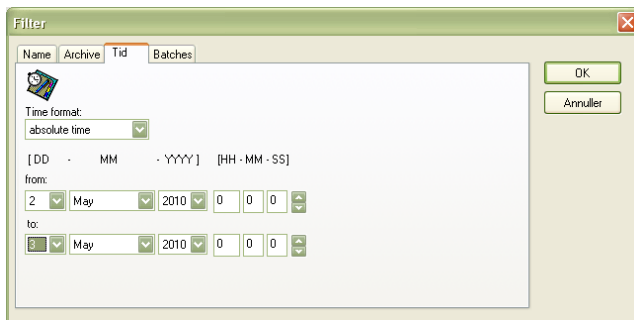 Filter
Name Archive Tid Batches
OK
Annuller
Time format:
absolute time
[ DD - MM - YYYY ] [HH - MM - SS]
from:
2 May 2010 0 0 0
to:
3 May 2010 0 0 0